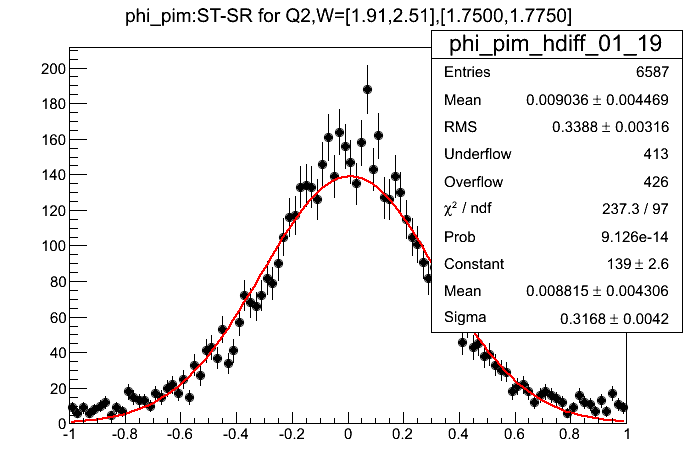 phi_pim:ST-SR for Q2,W=[1.91,2.51],[1.7500,1.7750]
phi_pim_hdiff_01_19
Entries 6587
Mean 0.009036 ± 0.004469
RMS 0.3388 ± 0.00316
Underflow 413
Overflow 426
χ² / ndf 237.3 / 97
Prob 9.126e-14
Constant 139 ± 2.6
Mean 0.008815 ± 0.004306
Sigma 0.3168 ± 0.0042
200
180
160
140
120
100
80
60
40
20
0
-1 -0.8 -0.6 -0.4 -0.2 0 0.2 0.4 0.6 0.8 1